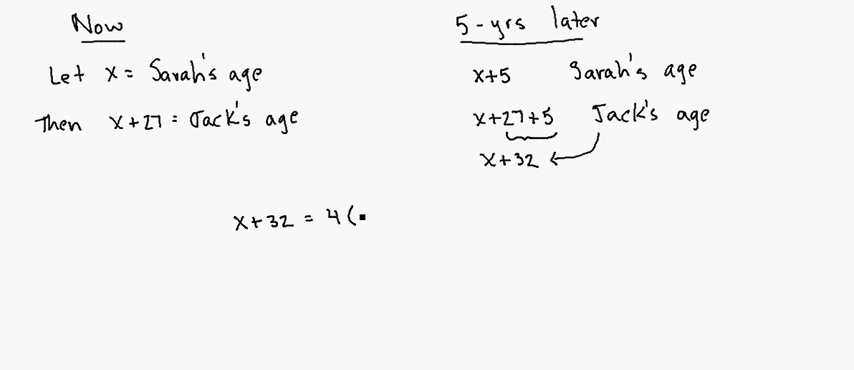 Now
Let x = Sarah's age
Then x+27 = Jack's age
5-yrs later
x+5 Sarah's age
x+27+5 Jack's age
x+32
x+32 = 4(